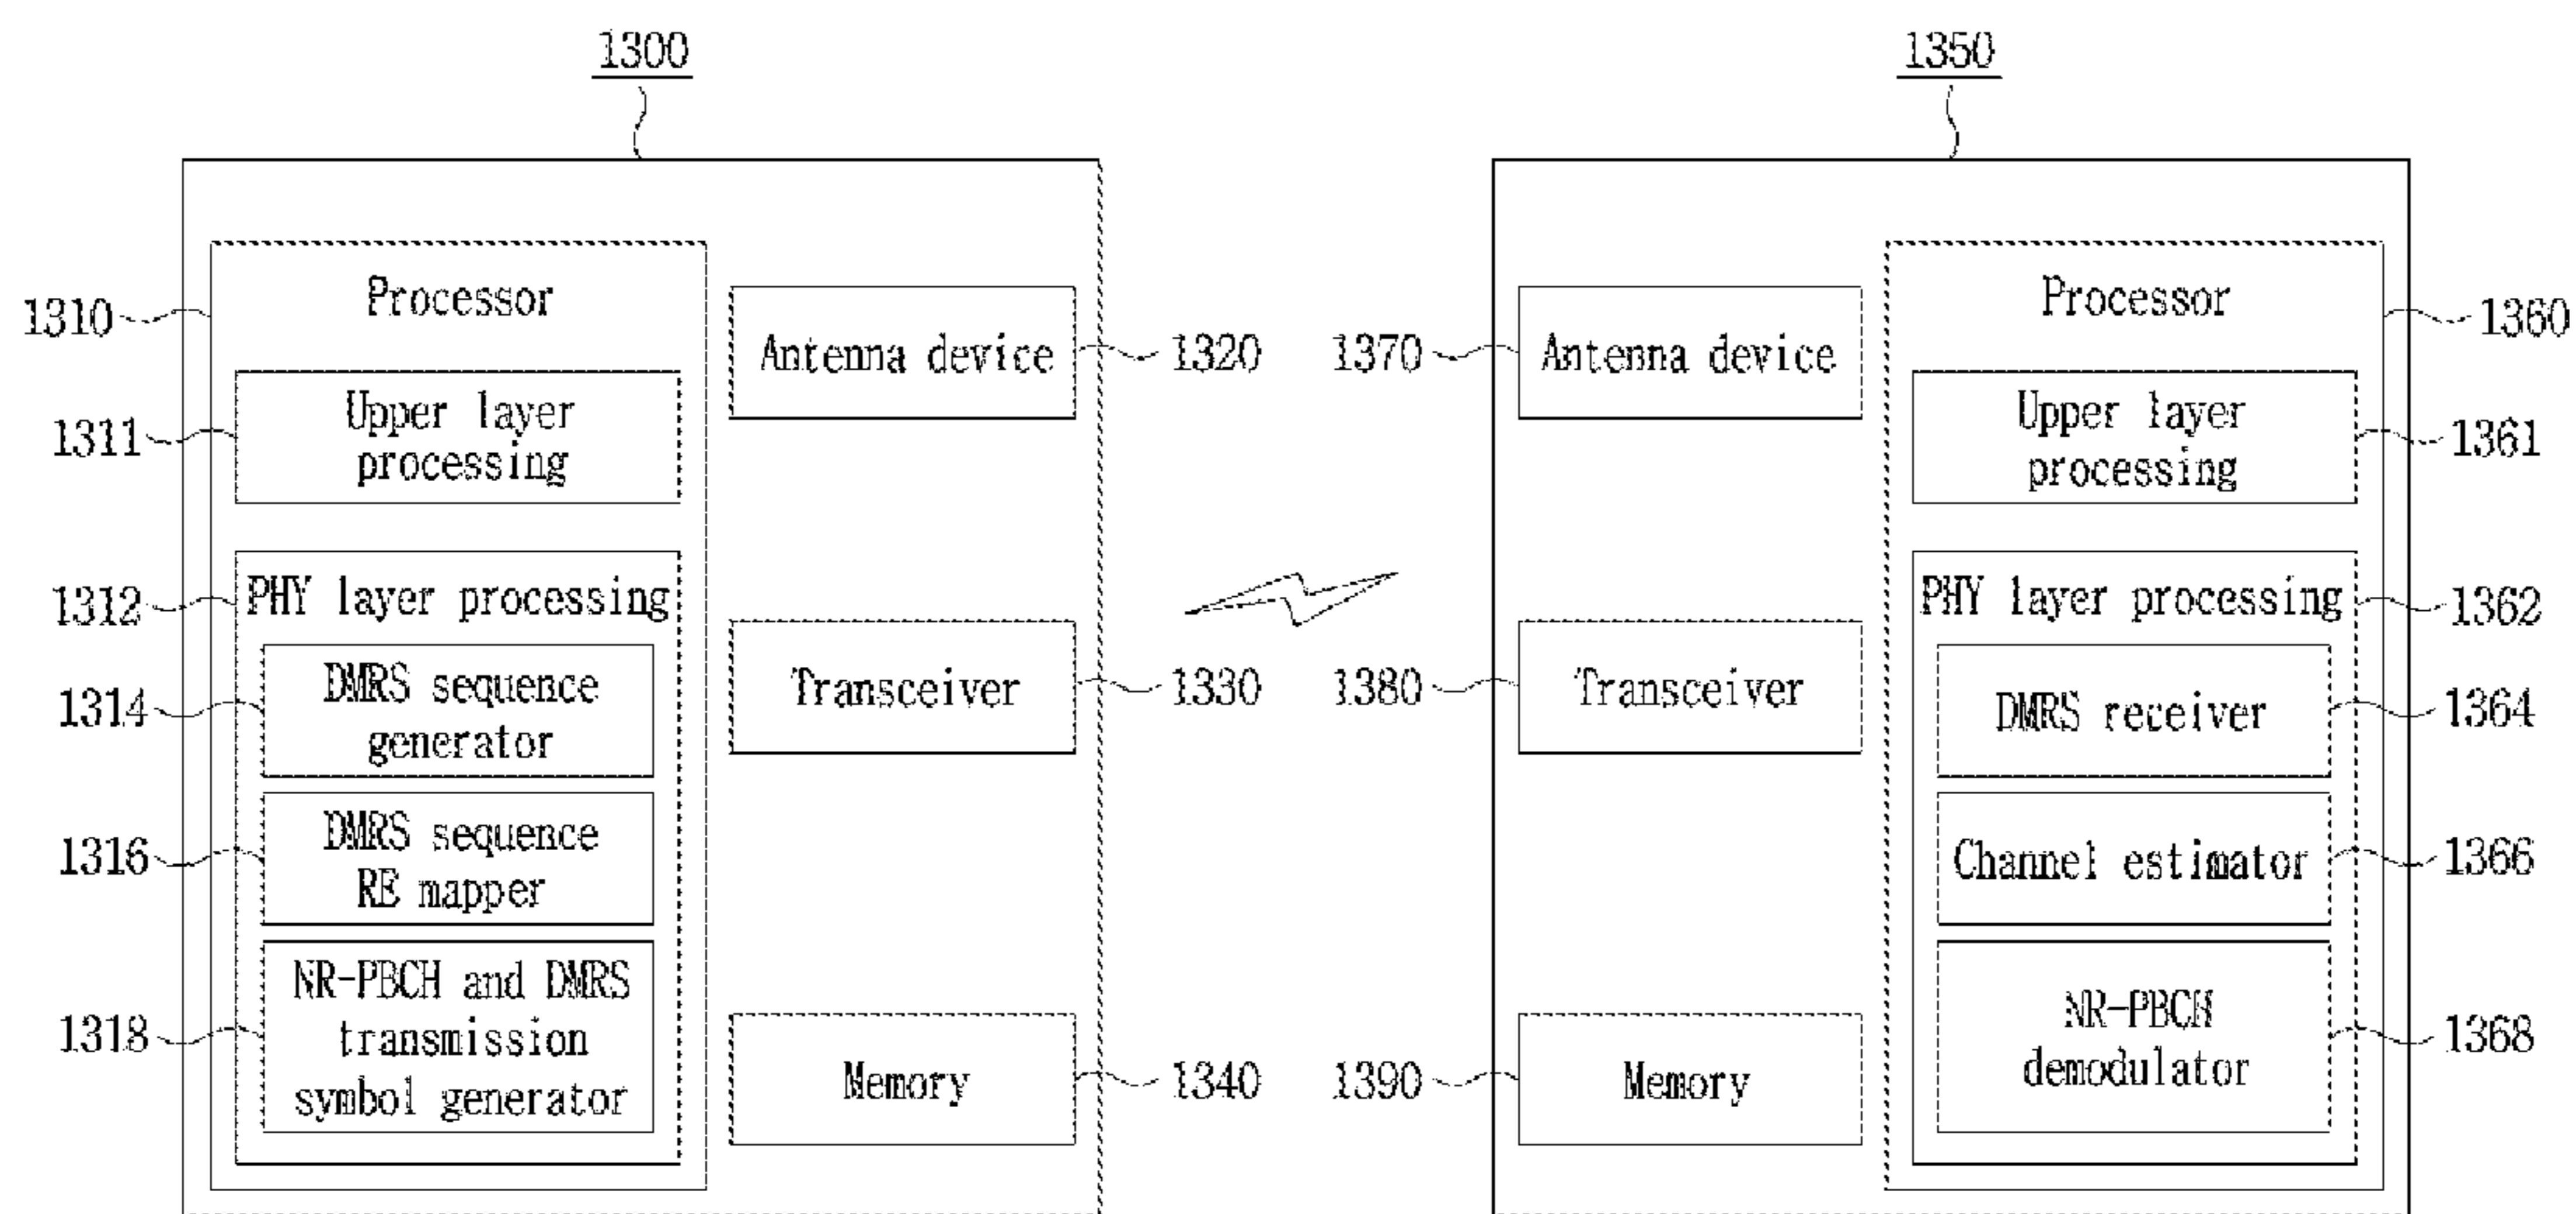 1300
1350
Processor
1310
Antenna device
1320
Upper layer
processing
1311
PHY layer processing
1312
DMRS sequence
generator
1314
Transceiver
1330
DMRS sequence
RE mapper
1316
NR-PBCH and DMRS
transmission
symbol generator
1318
Memory
1340
1370
Antenna device
Processor
1360
Upper layer
processing
1361
PHY layer processing
1362
1380
Transceiver
DMRS receiver
1364
Channel estimator
1366
1390
Memory
NR-PBCH
demodulator
1368